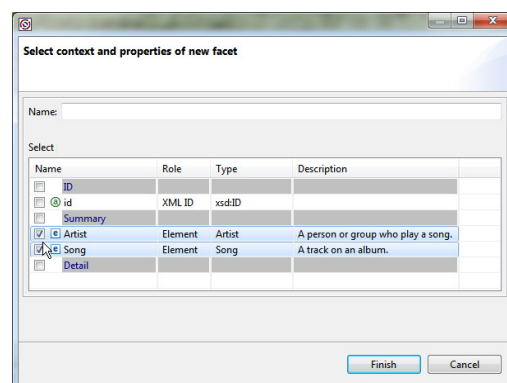 Select context and properties of new facet
Name:
Select
Name Role Type Description
ID
id XML ID xsd:ID
Summary
Artist Element Artist A person or group who play a song.
Song Element Song A track on an album.
Detail
Finish Cancel